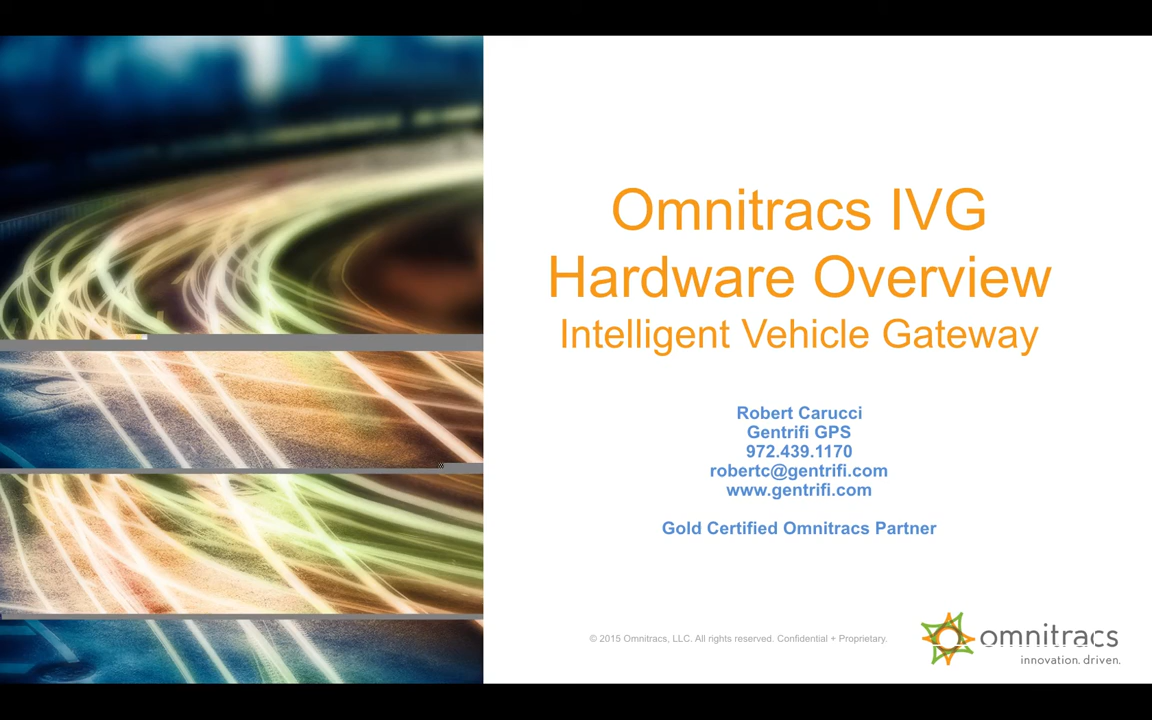 Omnitracs IVG
Hardware Overview
Intelligent Vehicle Gateway
Robert Carucci
Gentrifi GPS
972.439.1170
robertc@gentrifi.com
www.gentrifi.com
Gold Certified Omnitracs Partner
© 2015 Omnitracs, LLC. All rights reserved. Confidential + Proprietary.
omnitracs
innovation. driven.